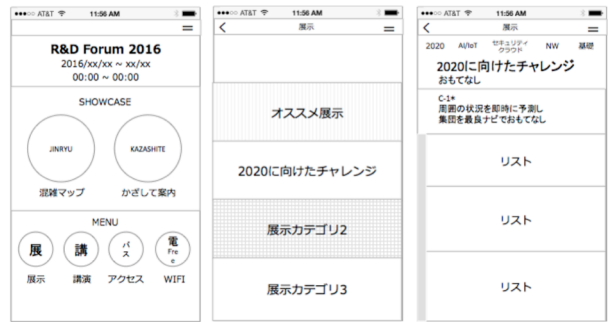 AT&T 11:56 AM
R&D Forum 2016
2016/xx/xx ~ xx/xx
00:00 ~ 00:00
SHOWCASE
JINRYU
KAZASHITE
混雑マップ
かざして案内
MENU
展
講
バ
ス
電
Fre
e
展示
講演
アクセス
WIFI
AT&T 11:56 AM
展示
オススメ展示
2020に向けたチャレンジ
展示カテゴリ2
展示カテゴリ3
AT&T 11:56 AM
展示
2020
AI/IoT
セキュリティ
クラウド
NW
基礎
2020に向けたチャレンジ
おもてなし
C-1*
周囲の状況を即時に予測し
集団を最良ナビでおもてなし
リスト
リスト
リスト